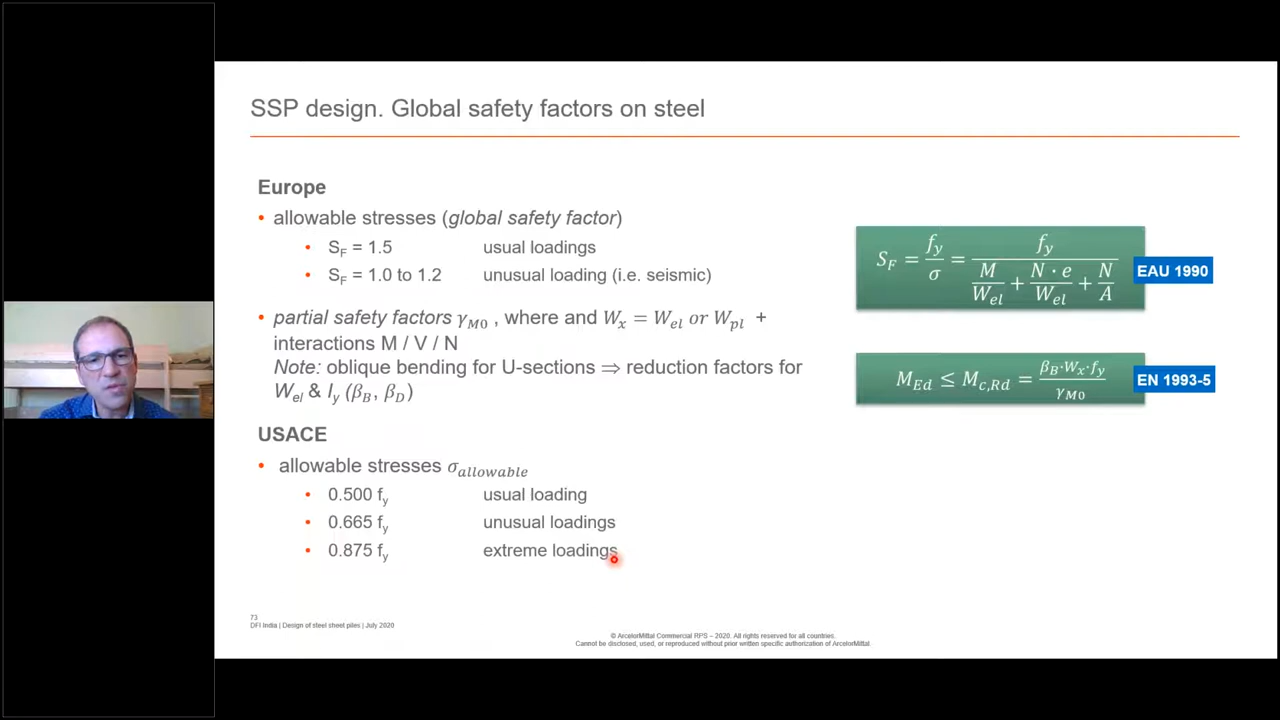 SSP design. Global safety factors on steel
Europe
• allowable stresses (global safety factor)
• S_F = 1.5 usual loadings
• S_F = 1.0 to 1.2 unusual loading (i.e. seismic)
• partial safety factors γ_M0 , where and W_x = W_el or W_pl +
interactions M / V / N
Note: oblique bending for U-sections ⇒ reduction factors for
W_el & I_y (β_B, β_D)
USACE
• allowable stresses σ_allowable
• 0.500 f_y usual loading
• 0.665 f_y unusual loadings
• 0.875 f_y extreme loadings
S_F = f_y/σ = f_y/(M/W_el + N·e/W_el + N/A)
EAU 1990
M_Ed ≤ M_c,Rd = β_B·W_x·f_y/γ_M0
EN 1993-5
73
DFI India | Design of steel sheet piles | July 2020
© ArcelorMittal Commercial RPS – 2020. All rights reserved for all countries.
Cannot be disclosed, used, or reproduced without prior written specific authorization of ArcelorMittal.